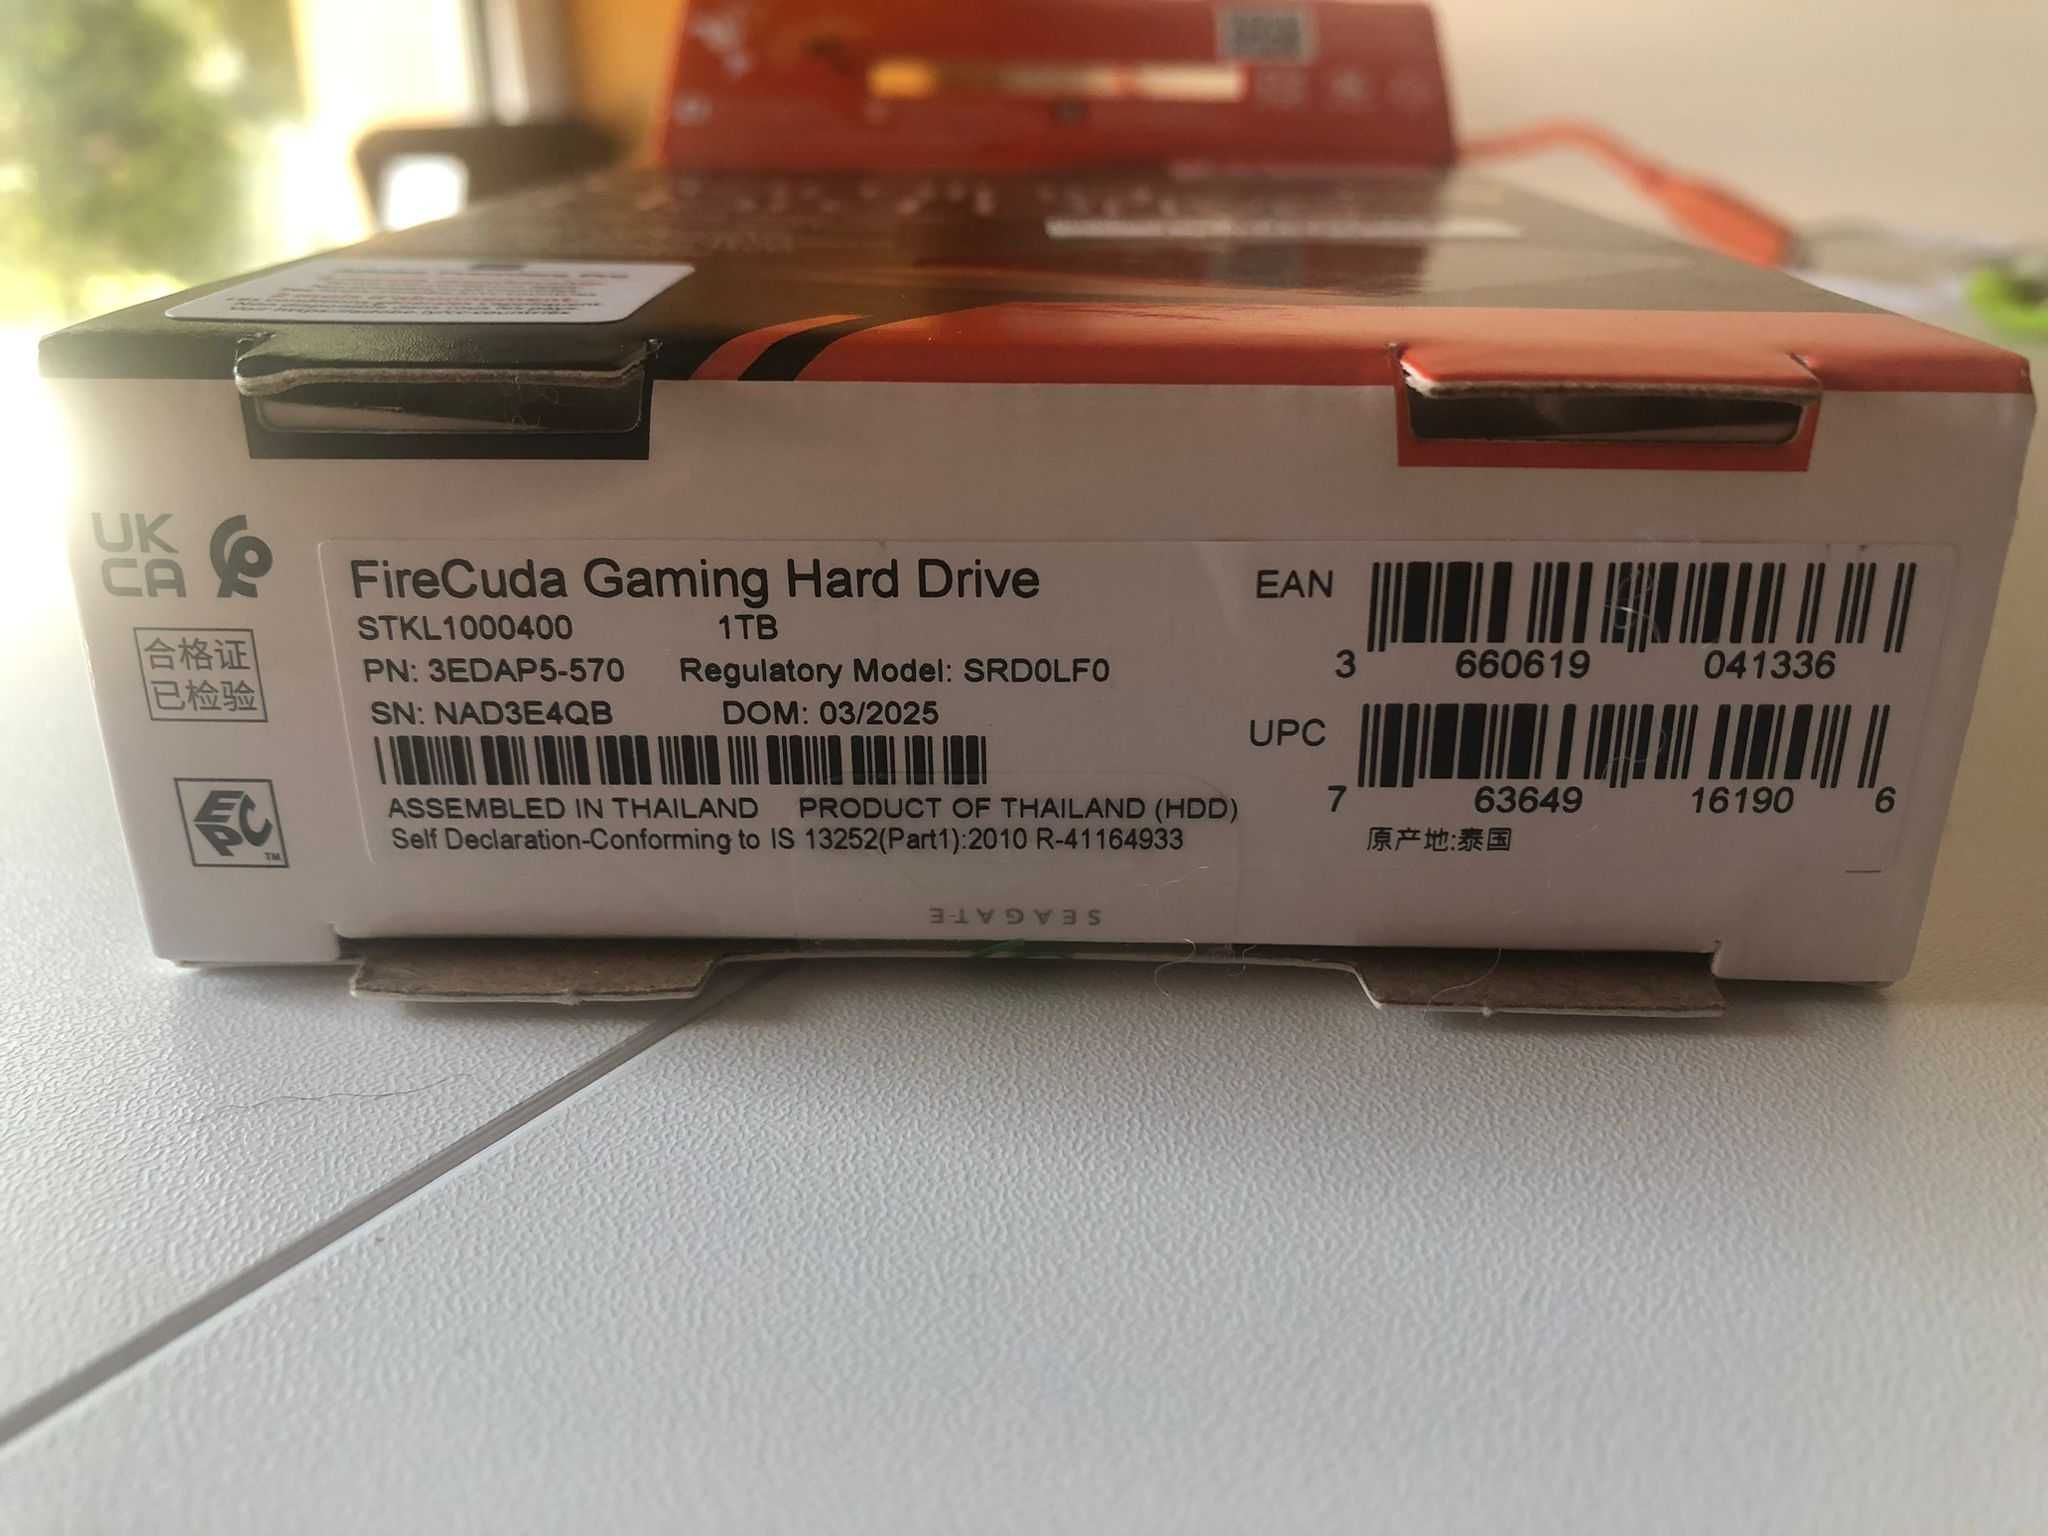 UK
CA
合格证
已检验
EPC
TM
FireCuda Gaming Hard Drive
STKL1000400 1TB
PN: 3EDAP5-570 Regulatory Model: SRD0LF0
SN: NAD3E4QB DOM: 03/2025
ASSEMBLED IN THAILAND PRODUCT OF THAILAND (HDD)
Self Declaration-Conforming to IS 13252(Part1):2010 R-41164933
EAN
3 660619 041336
UPC
7 63649 16190 6
原产地:泰国
SEAGATE